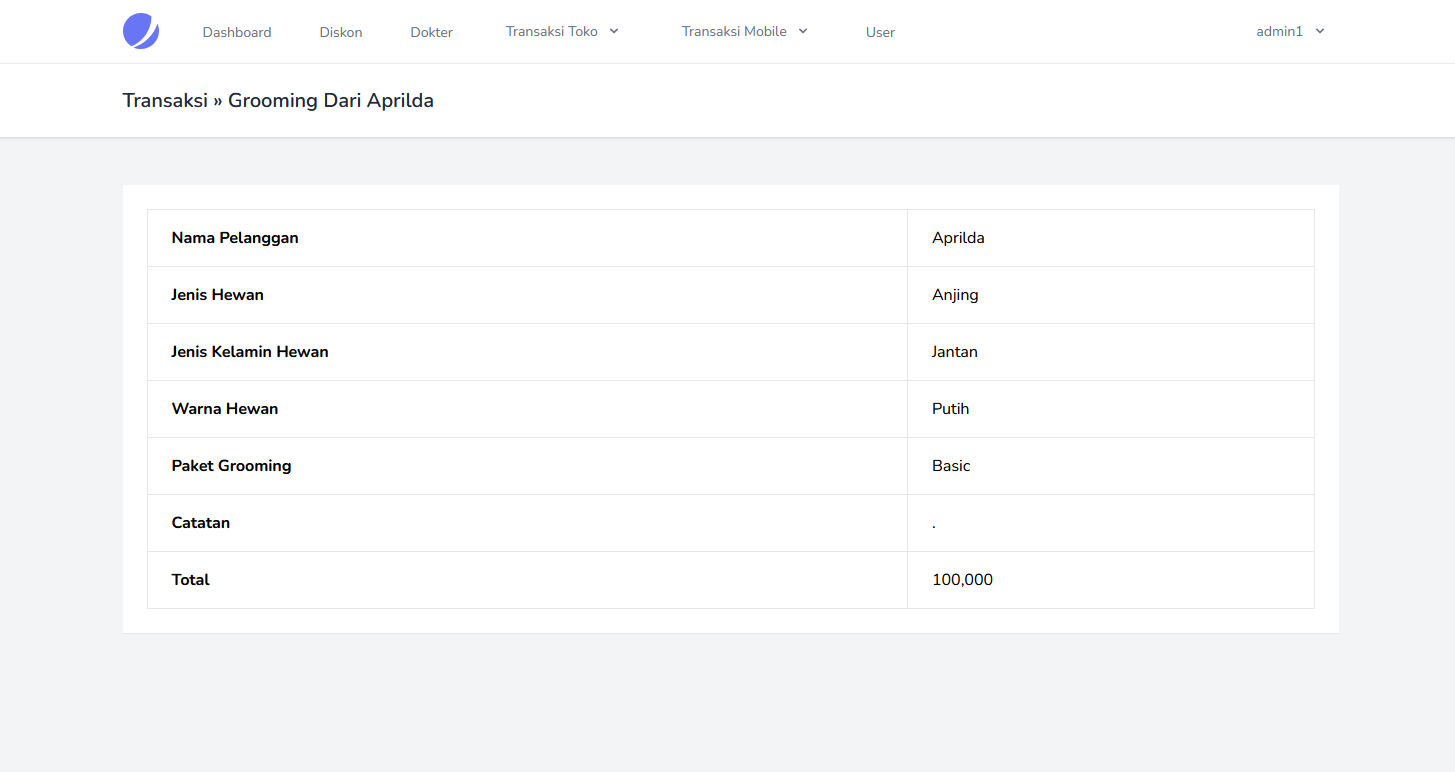 Dashboard Diskon Dokter Transaksi Toko Transaksi Mobile User admin1
Transaksi » Grooming Dari Aprilda
Nama Pelanggan Aprilda
Jenis Hewan Anjing
Jenis Kelamin Hewan Jantan
Warna Hewan Putih
Paket Grooming Basic
Catatan .
Total 100,000